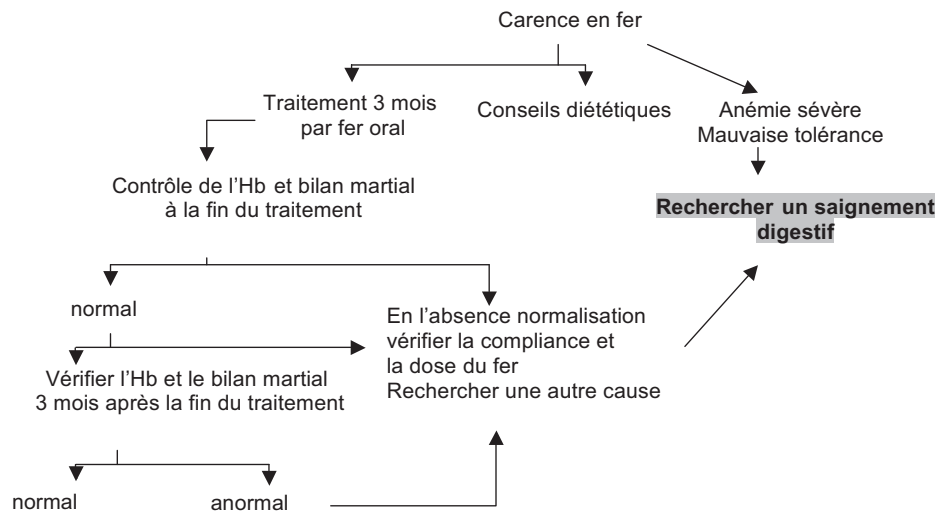 Carence en fer
Traitement 3 mois
par fer oral
Conseils diététiques
Anémie sévère
Mauvaise tolérance
Contrôle de l'Hb et bilan martial
à la fin du traitement
Rechercher un saignement
digestif
normal
En l'absence normalisation
vérifier la compliance et
la dose du fer
Rechercher une autre cause
Vérifier l'Hb et le bilan martial
3 mois après la fin du traitement
normal
anormal